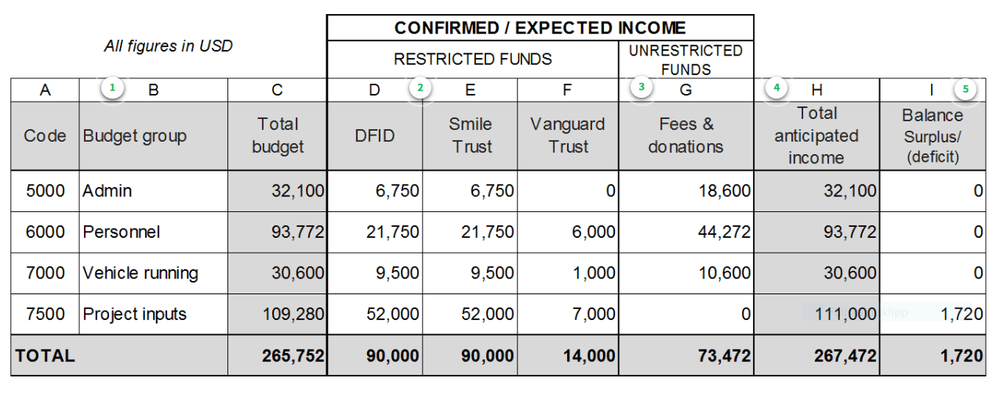 CONFIRMED / EXPECTED INCOME
All figures in USD
RESTRICTED FUNDS
UNRESTRICTED
FUNDS
A 1 B C D 2 E F 3 G 4 H I 5
Code Budget group Total budget DFID Smile Trust Vanguard Trust Fees & donations Total anticipated income Balance Surplus/ (deficit)
5000 Admin 32,100 6,750 6,750 0 18,600 32,100 0
6000 Personnel 93,772 21,750 21,750 6,000 44,272 93,772 0
7000 Vehicle running 30,600 9,500 9,500 1,000 10,600 30,600 0
7500 Project inputs 109,280 52,000 52,000 7,000 0 111,000 1,720
TOTAL 265,752 90,000 90,000 14,000 73,472 267,472 1,720